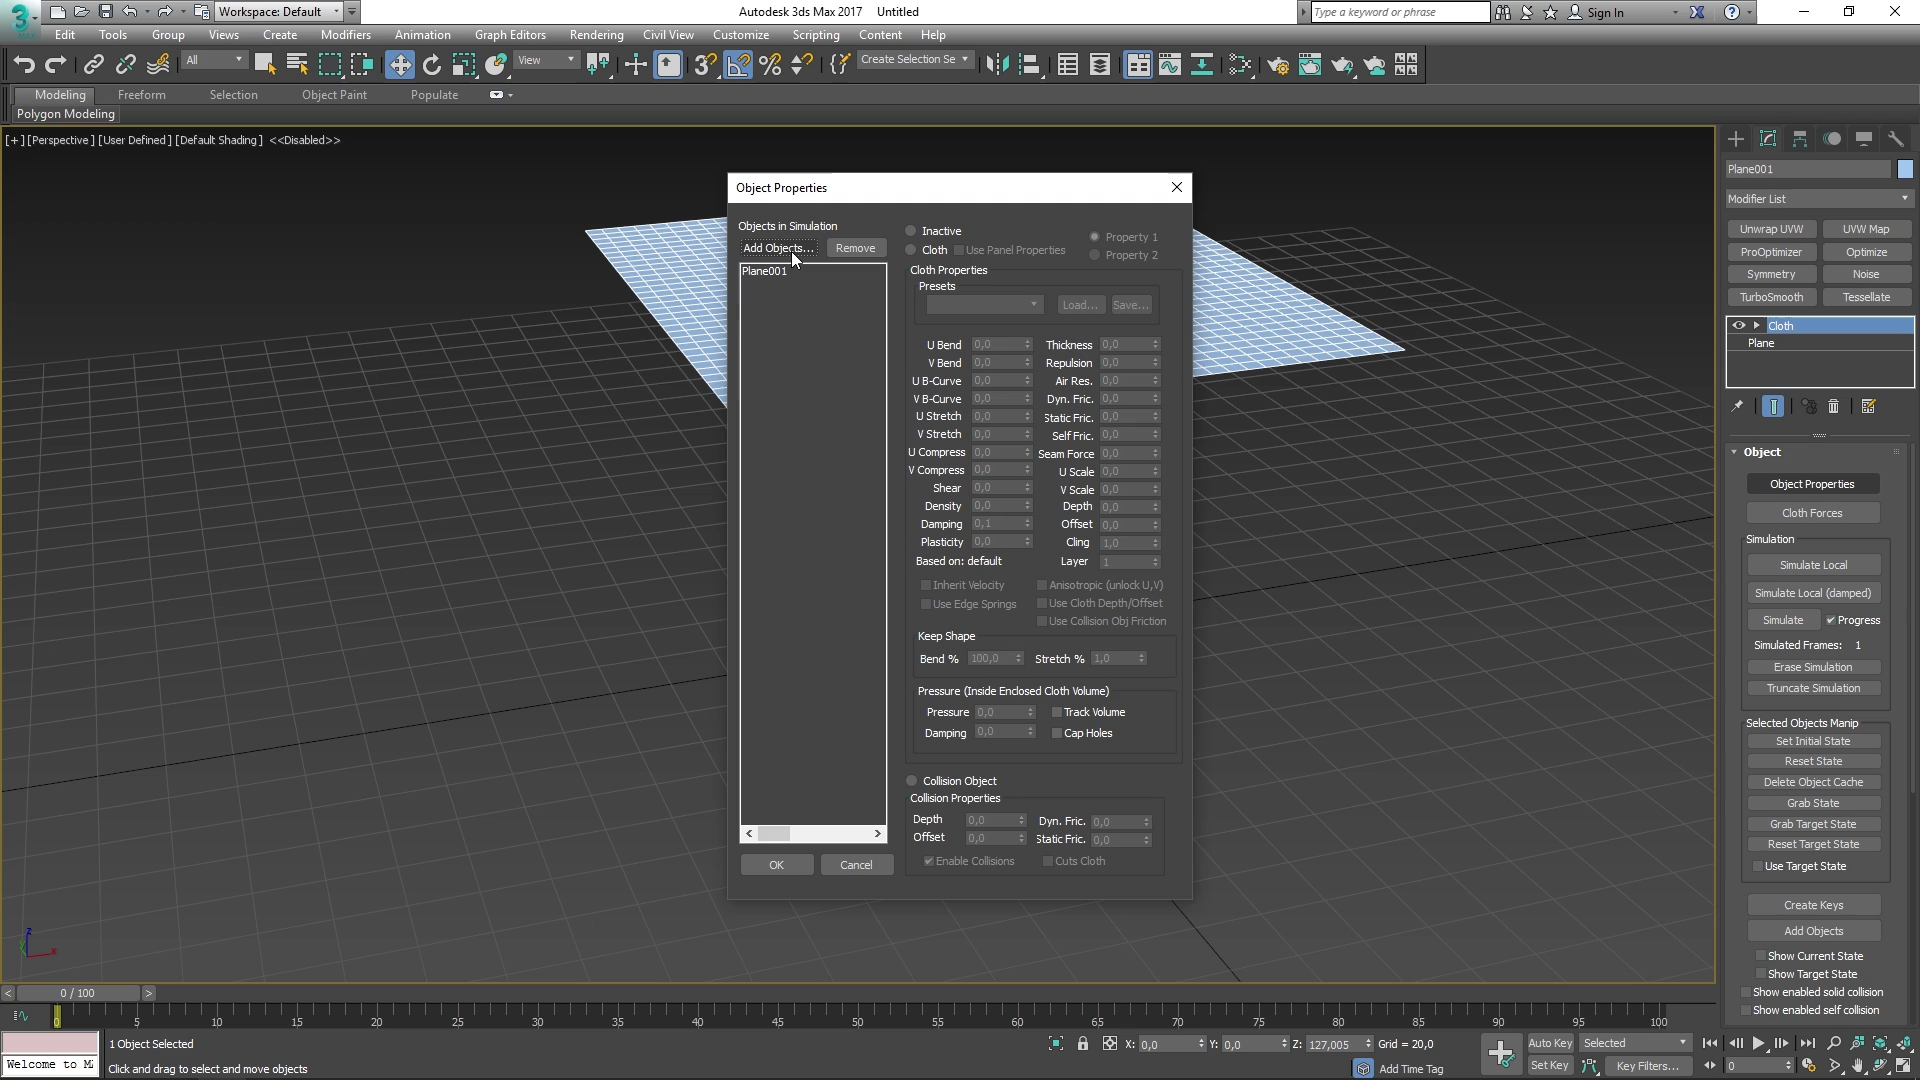 Workspace: Default
Autodesk 3ds Max 2017 Untitled
Type a keyword or phrase
Sign In
MAX
Edit Tools Group Views Create Modifiers Animation Graph Editors Rendering Civil View Customize Scripting Content Help
All
View
Create Selection Se
Modeling Freeform Selection Object Paint Populate
Polygon Modeling
[+] [Perspective ] [User Defined ] [Default Shading ] <<Disabled>>
Object Properties
Objects in Simulation
Add Objects... Remove
Plane001
Inactive
Cloth Use Panel Properties
Property 1
Property 2
Cloth Properties
Presets
Load... Save...
U Bend 0,0 Thickness 0,0
V Bend 0,0 Repulsion 0,0
U B-Curve 0,0 Air Res. 0,0
V B-Curve 0,0 Dyn. Fric. 0,0
U Stretch 0,0 Static Fric. 0,0
V Stretch 0,0 Self Fric. 0,0
U Compress 0,0 Seam Force 0,0
V Compress 0,0 U Scale 0,0
Shear 0,0 V Scale 0,0
Density 0,0 Depth 0,0
Damping 0,1 Offset 0,0
Plasticity 0,0 Cling 1,0
Based on: default Layer 1
Inherit Velocity Anisotropic (unlock U,V)
Use Edge Springs Use Cloth Depth/Offset
Use Collision Obj Friction
Keep Shape
Bend % 100,0 Stretch % 1,0
Pressure (Inside Enclosed Cloth Volume)
Pressure 0,0 Track Volume
Damping 0,0 Cap Holes
Collision Object
Collision Properties
Depth 0,0 Dyn. Fric. 0,0
Offset 0,0 Static Fric. 0,0
Enable Collisions Cuts Cloth
OK Cancel
Plane001
Modifier List
Unwrap UVW UVW Map
ProOptimizer Optimize
Symmetry Noise
TurboSmooth Tessellate
Cloth
Plane
Object
Object Properties
Cloth Forces
Simulation
Simulate Local
Simulate Local (damped)
Simulate Progress
Simulated Frames: 1
Erase Simulation
Truncate Simulation
Selected Objects Manip
Set Initial State
Reset State
Delete Object Cache
Grab State
Grab Target State
Reset Target State
Use Target State
Create Keys
Add Objects
Show Current State
Show Target State
Show enabled solid collision
Show enabled self collision
z
y x
< 0 / 100 >
0 5 10 15 20 25 30 35 40 45 50 55 60 65 70 75 80 85 90 95 100
1 Object Selected
X: 0,0 Y: 0,0 Z: 127,005 Grid = 20,0
Auto Key Selected
Welcome to M
Click and drag to select and move objects
Add Time Tag
Set Key Key Filters... 0